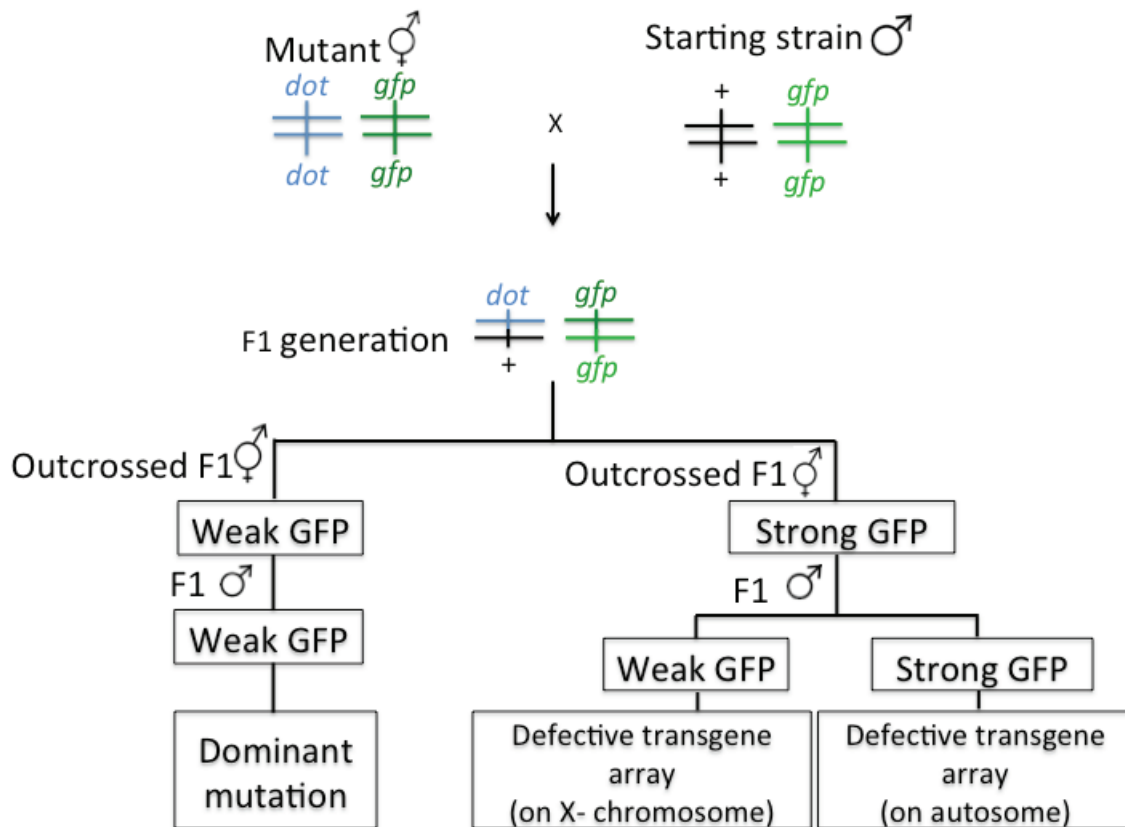 Mutant ⚥
Starting strain ♂
dot gfp
+ gfp
X
dot gfp
+ gfp
dot gfp
F1 generation
+ gfp
Outcrossed F1
Outcrossed F1
Weak GFP
Strong GFP
F1 ♂
F1 ♂
Weak GFP
Weak GFP
Strong GFP
Dominant
mutation
Defective transgene
array
(on X- chromosome)
Defective transgene
array
(on autosome)